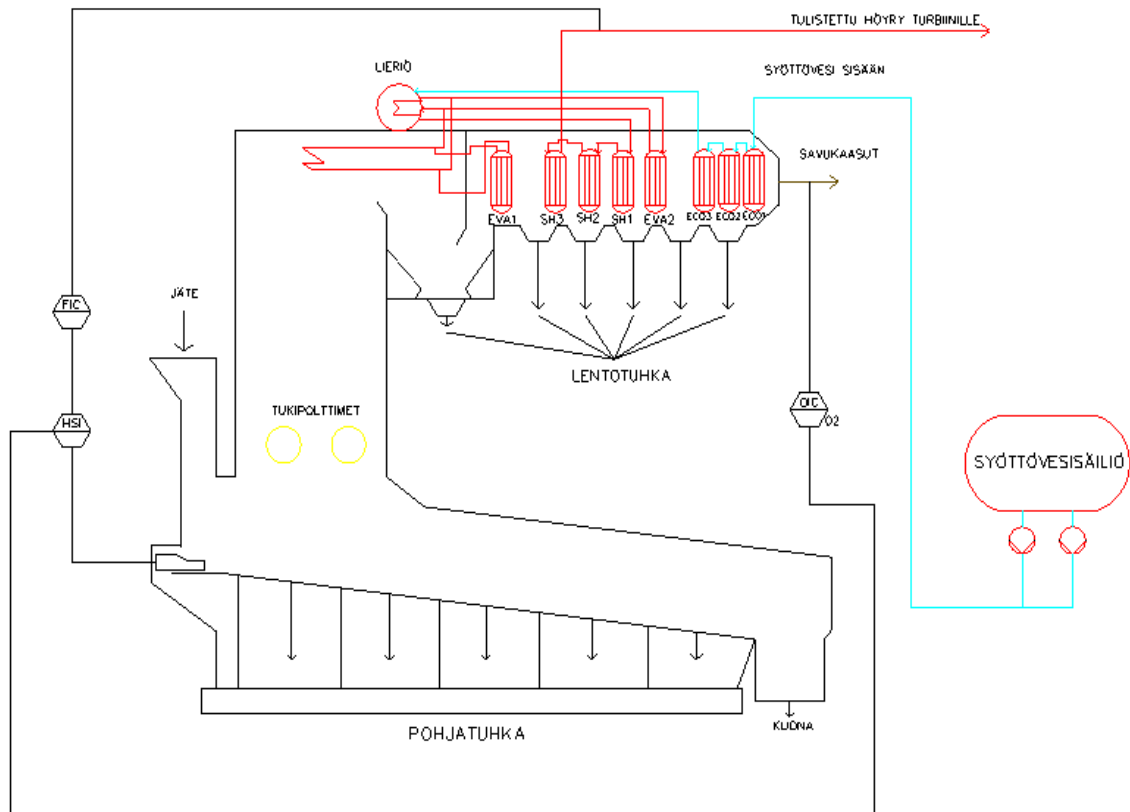 TULISTETTU HÖYRY TURBIINILLE
LIERIÖ
SYÖTTÖVESI SISÄÄN
SAVUKAASUT
EVA1
SH3
SH2
SH1
EVA2
ECO3
ECO2
ECO1
FIC
JÄTE
LENTOTUHKA
HSI
TUKIPOLTTIMET
OIC
O2
SYÖTTÖVESISÄILIÖ
KUONA
POHJATUHKA